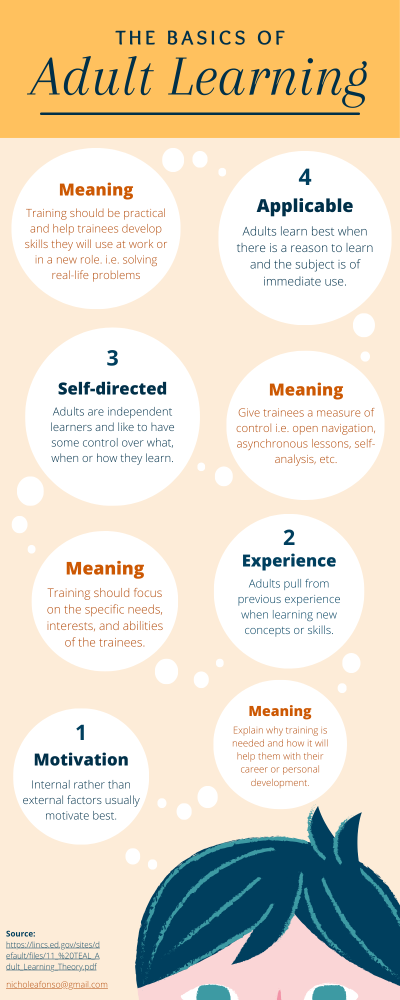 THE BASICS OF
Adult Learning
Meaning
Training should be practical
and help trainees develop
skills they will use at work or
in a new role. i.e. solving
real-life problems
4
Applicable
Adults learn best when
there is a reason to learn
and the subject is of
immediate use.
3
Self-directed
Adults are independent
learners and like to have
some control over what,
when or how they learn.
Meaning
Give trainees a measure of
control i.e. open navigation,
asynchronous lessons, self-
analysis, etc.
Meaning
Training should focus
on the specific needs,
interests, and abilities
of the trainees.
2
Experience
Adults pull from
previous experience
when learning new
concepts or skills.
1
Motivation
Internal rather than
external factors usually
motivate best.
Meaning
Explain why training is
needed and how it will
help them with their
career or personal
development.
Source:
https://lincs.ed.gov/sites/d
efault/files/11_%20TEAL_A
dult_Learning_Theory.pdf
nicholeafonso@gmail.com